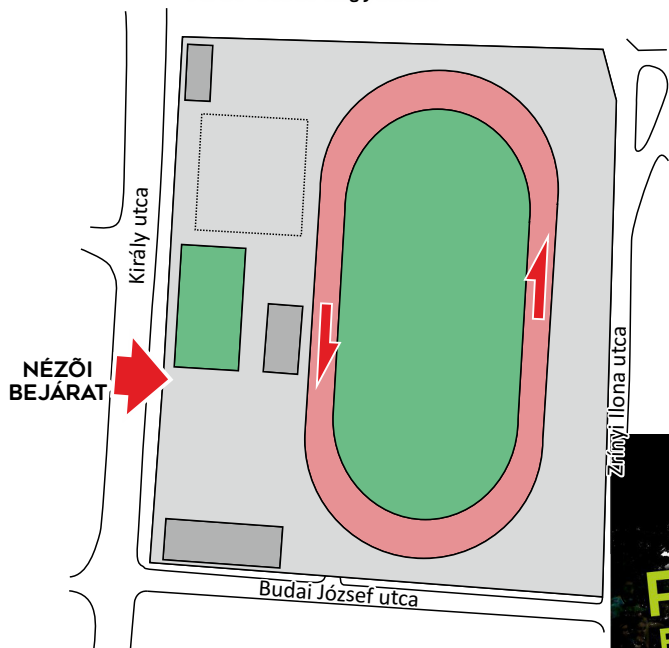 Király utca
NÉZÕI
BEJÁRAT
Zrínyi Ilona utca
Budai József utca